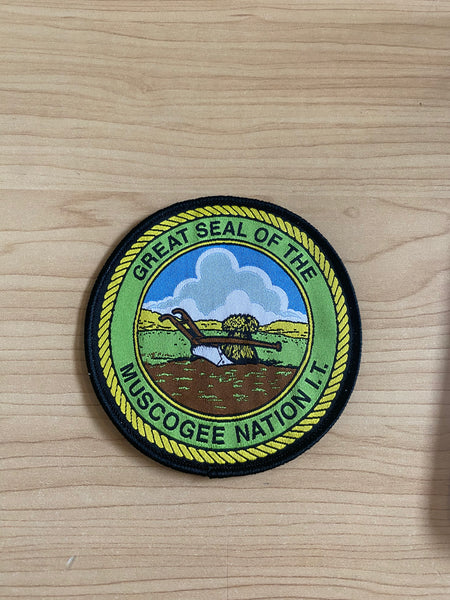 GREAT SEAL OF THE
MUSCOGEE NATION I.T.